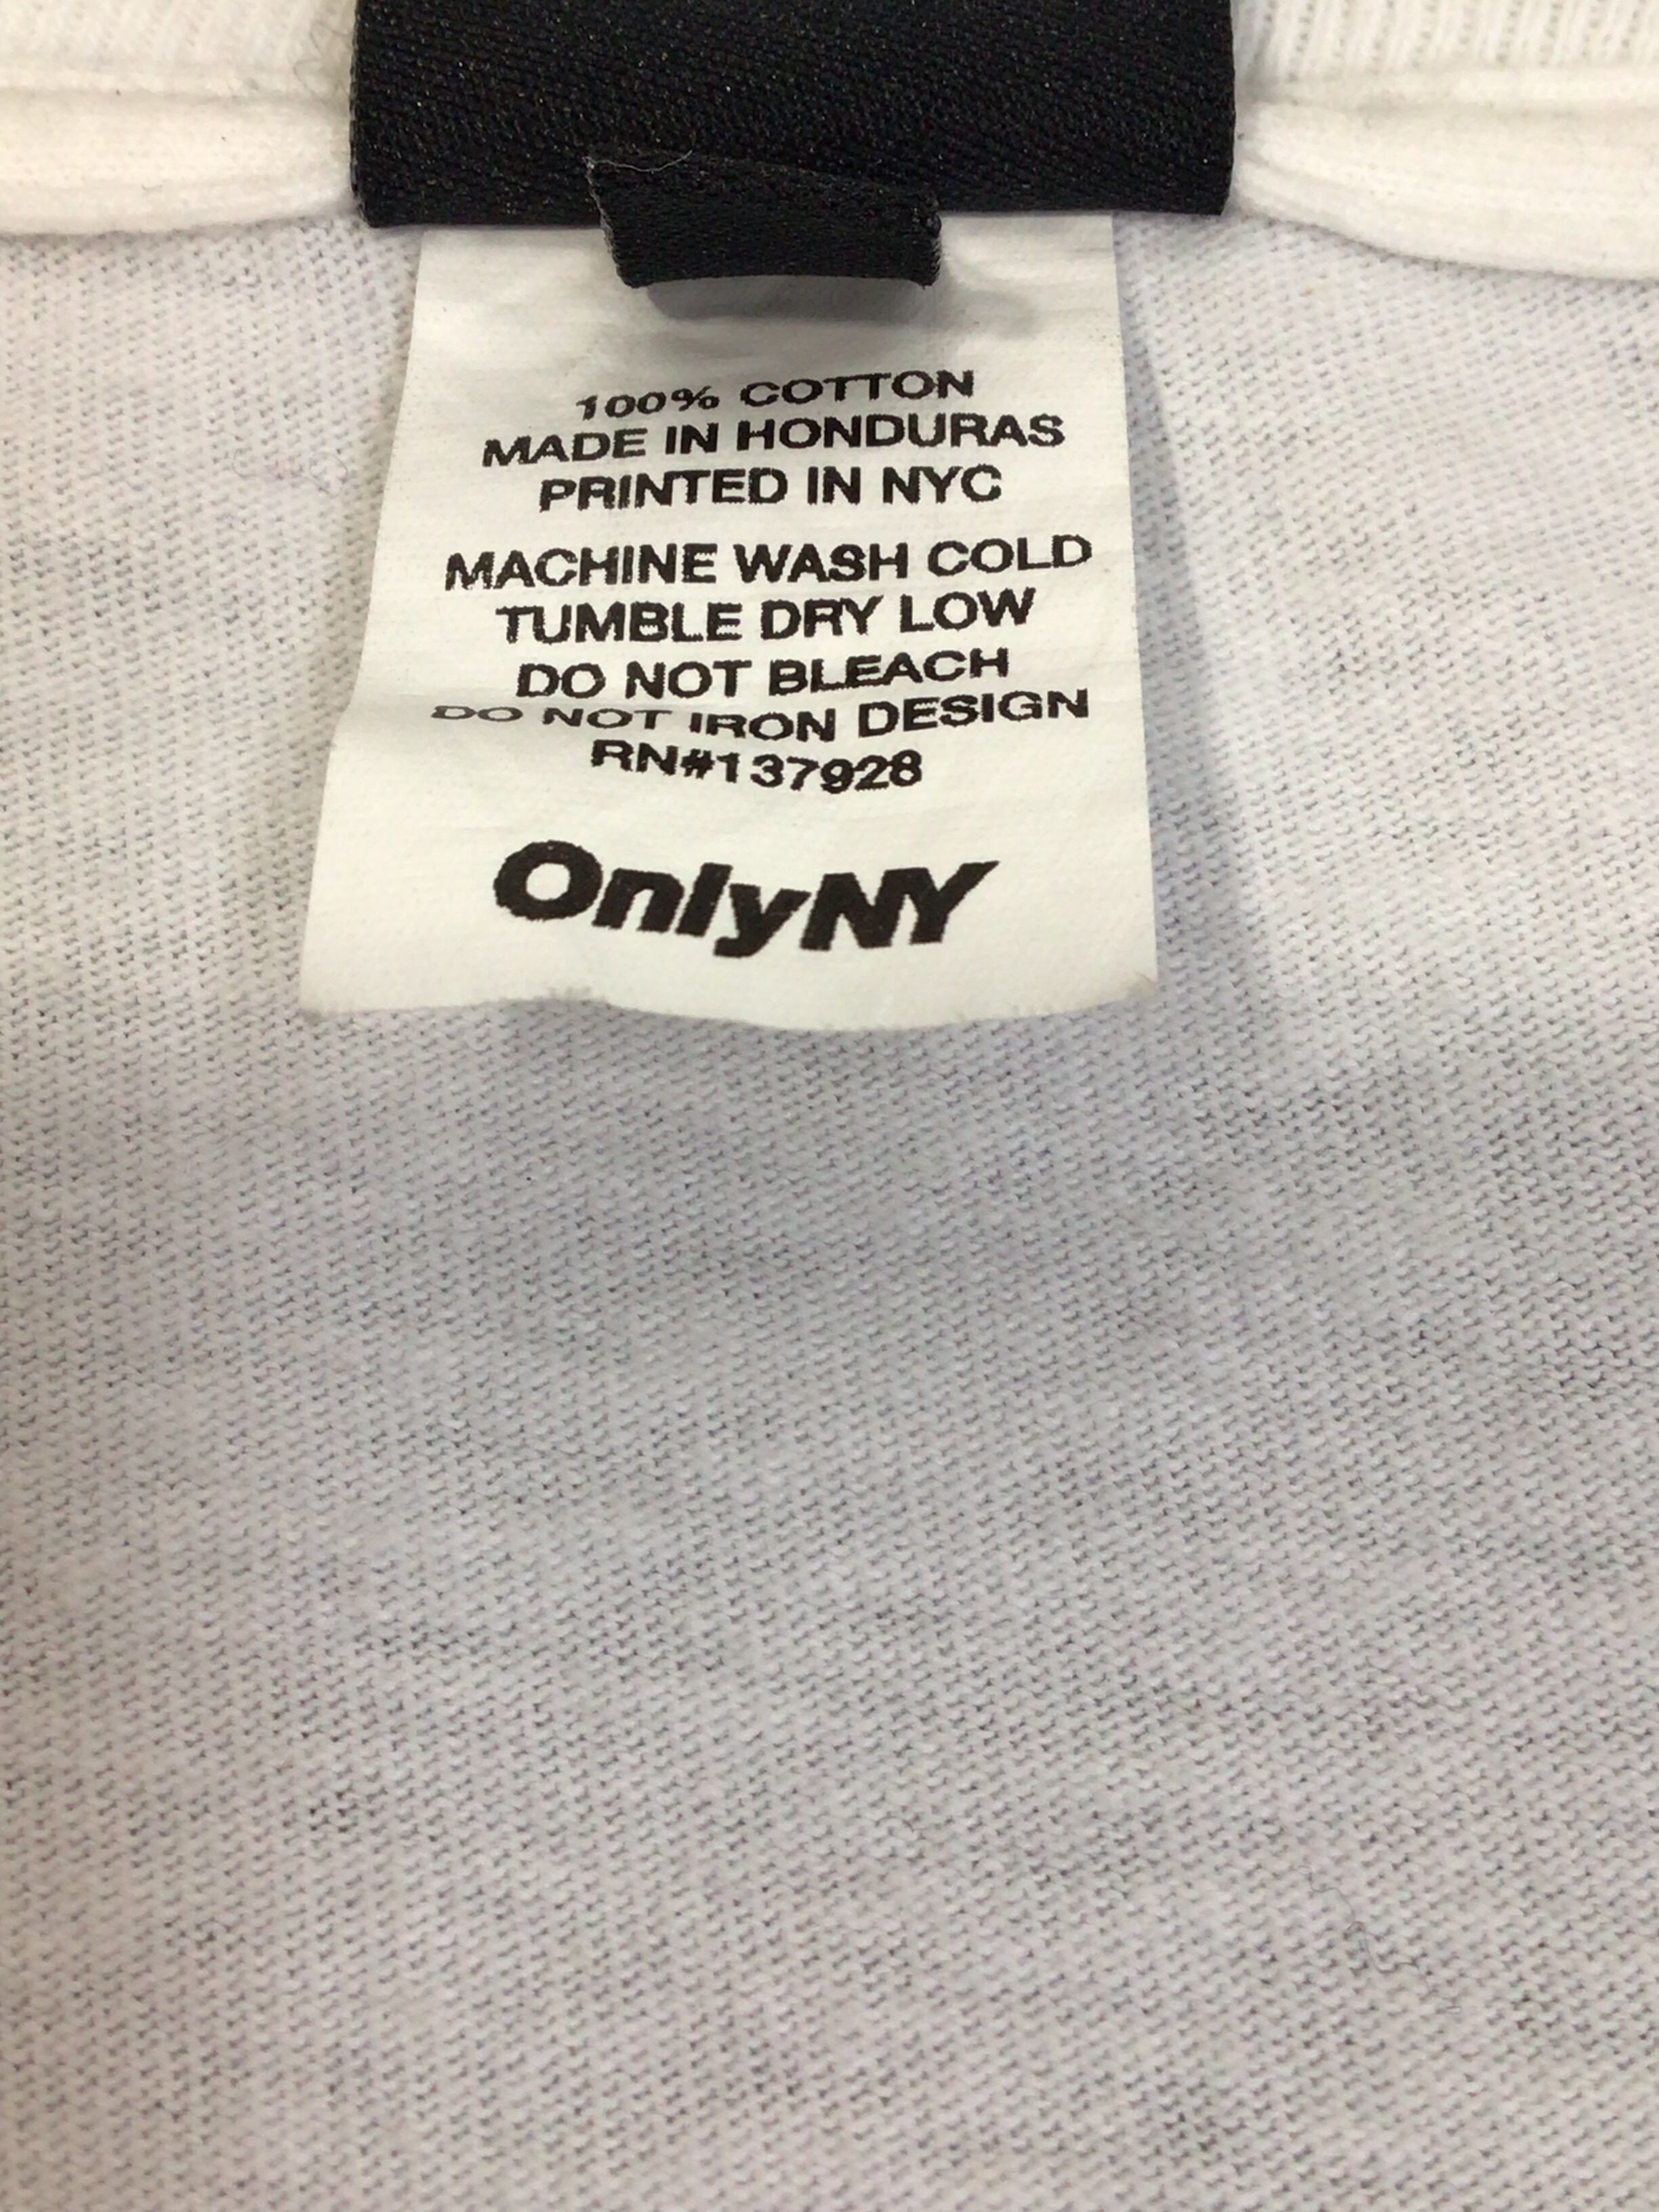 100% COTTON
MADE IN HONDURAS
PRINTED IN NYC
MACHINE WASH COLD
TUMBLE DRY LOW
DO NOT BLEACH
DO NOT IRON DESIGN
RN#137928
OnlyNY